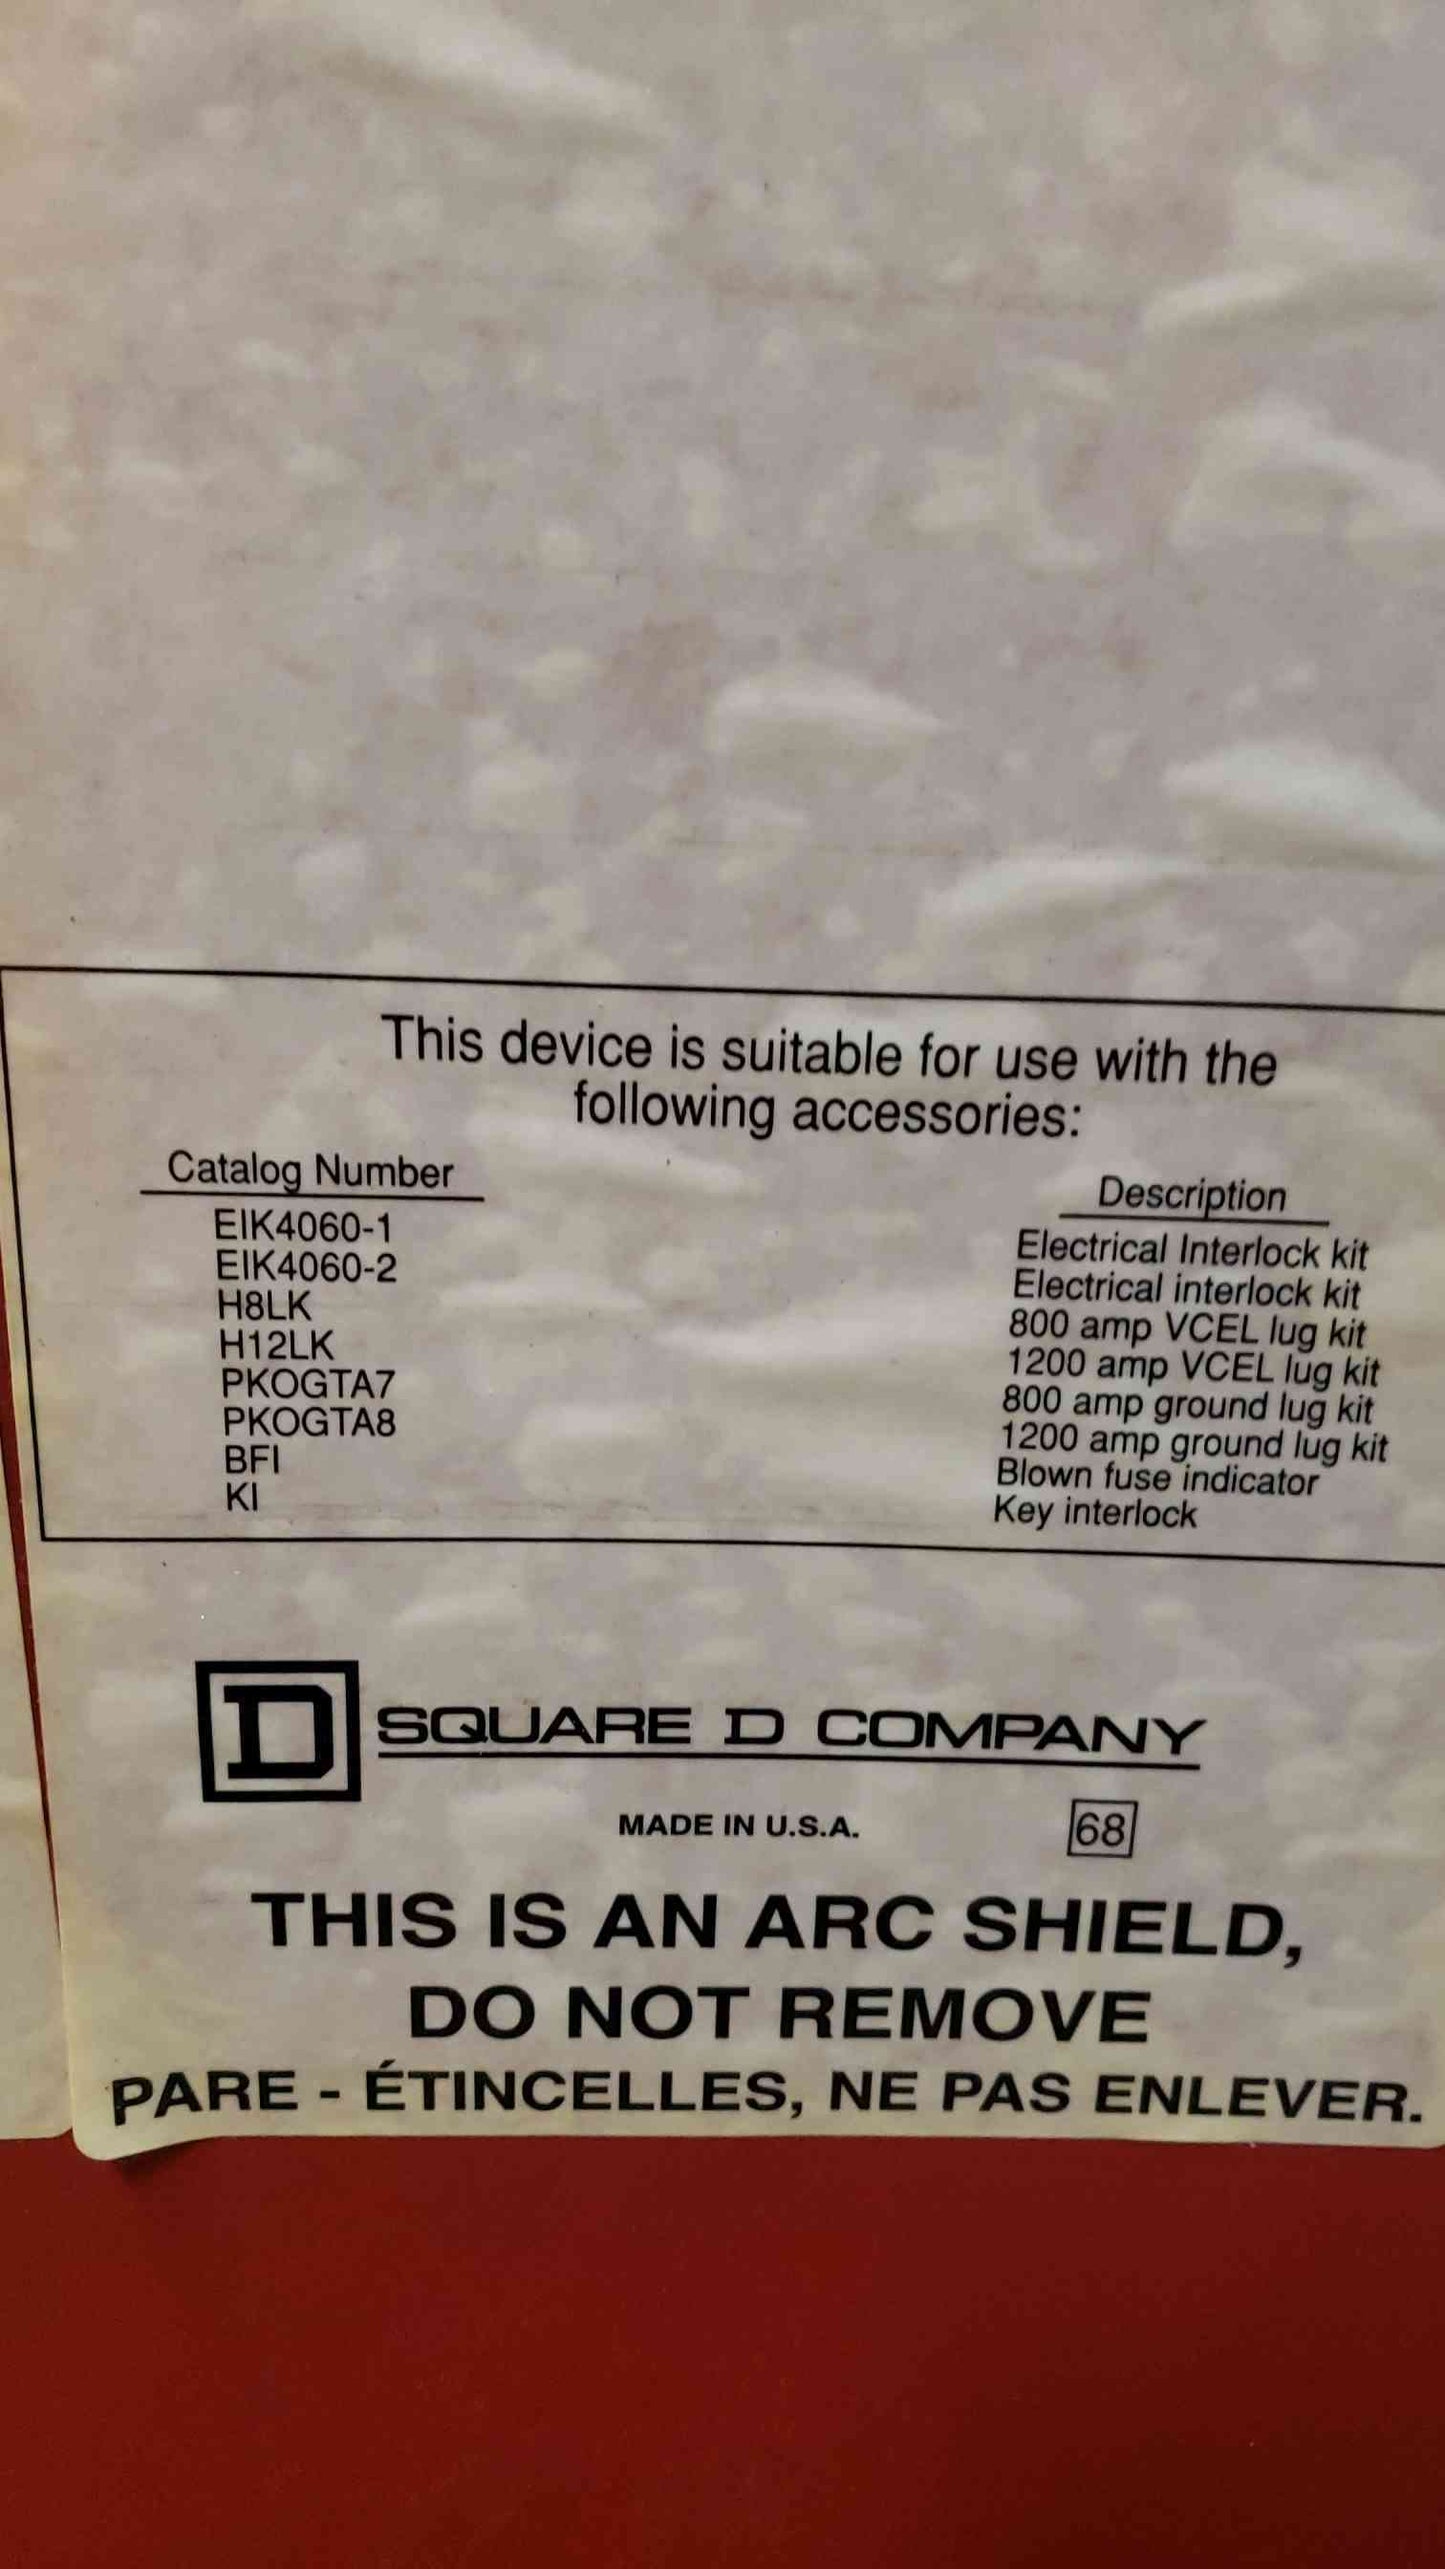 This device is suitable for use with the
following accessories:
Catalog Number Description
EIK4060-1 Electrical Interlock kit
EIK4060-2 Electrical interlock kit
H8LK 800 amp VCEL lug kit
H12LK 1200 amp VCEL lug kit
PKOGTA7 800 amp ground lug kit
PKOGTA8 1200 amp ground lug kit
BFI Blown fuse indicator
KI Key interlock
D SQUARE D COMPANY
MADE IN U.S.A. 68
THIS IS AN ARC SHIELD,
DO NOT REMOVE
PARE - ÉTINCELLES, NE PAS ENLEVER.